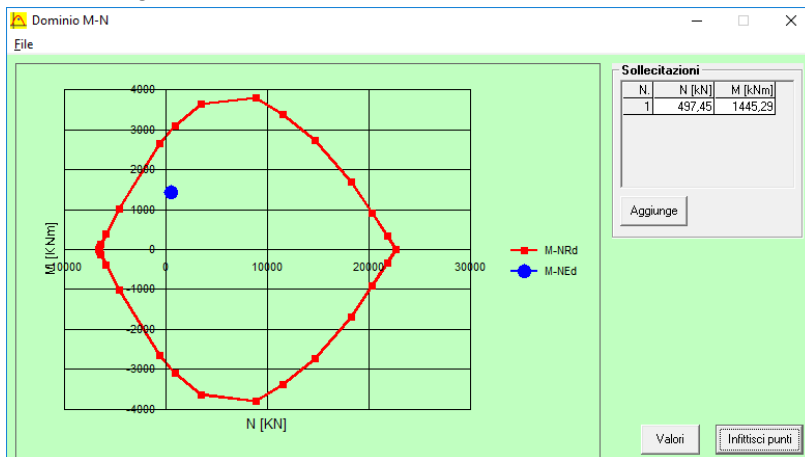 Dominio M-N
File
4000
3000
2000
1000
0
-1000
-2000
-3000
-4000
M [KNm]
-10000 0 10000 20000 30000
N [KN]
M-NRd
M-NEd
Sollecitazioni
N. N [kN] M [kNm]
1 497,45 1445,29
Aggiunge
Valori
Infittisci punti